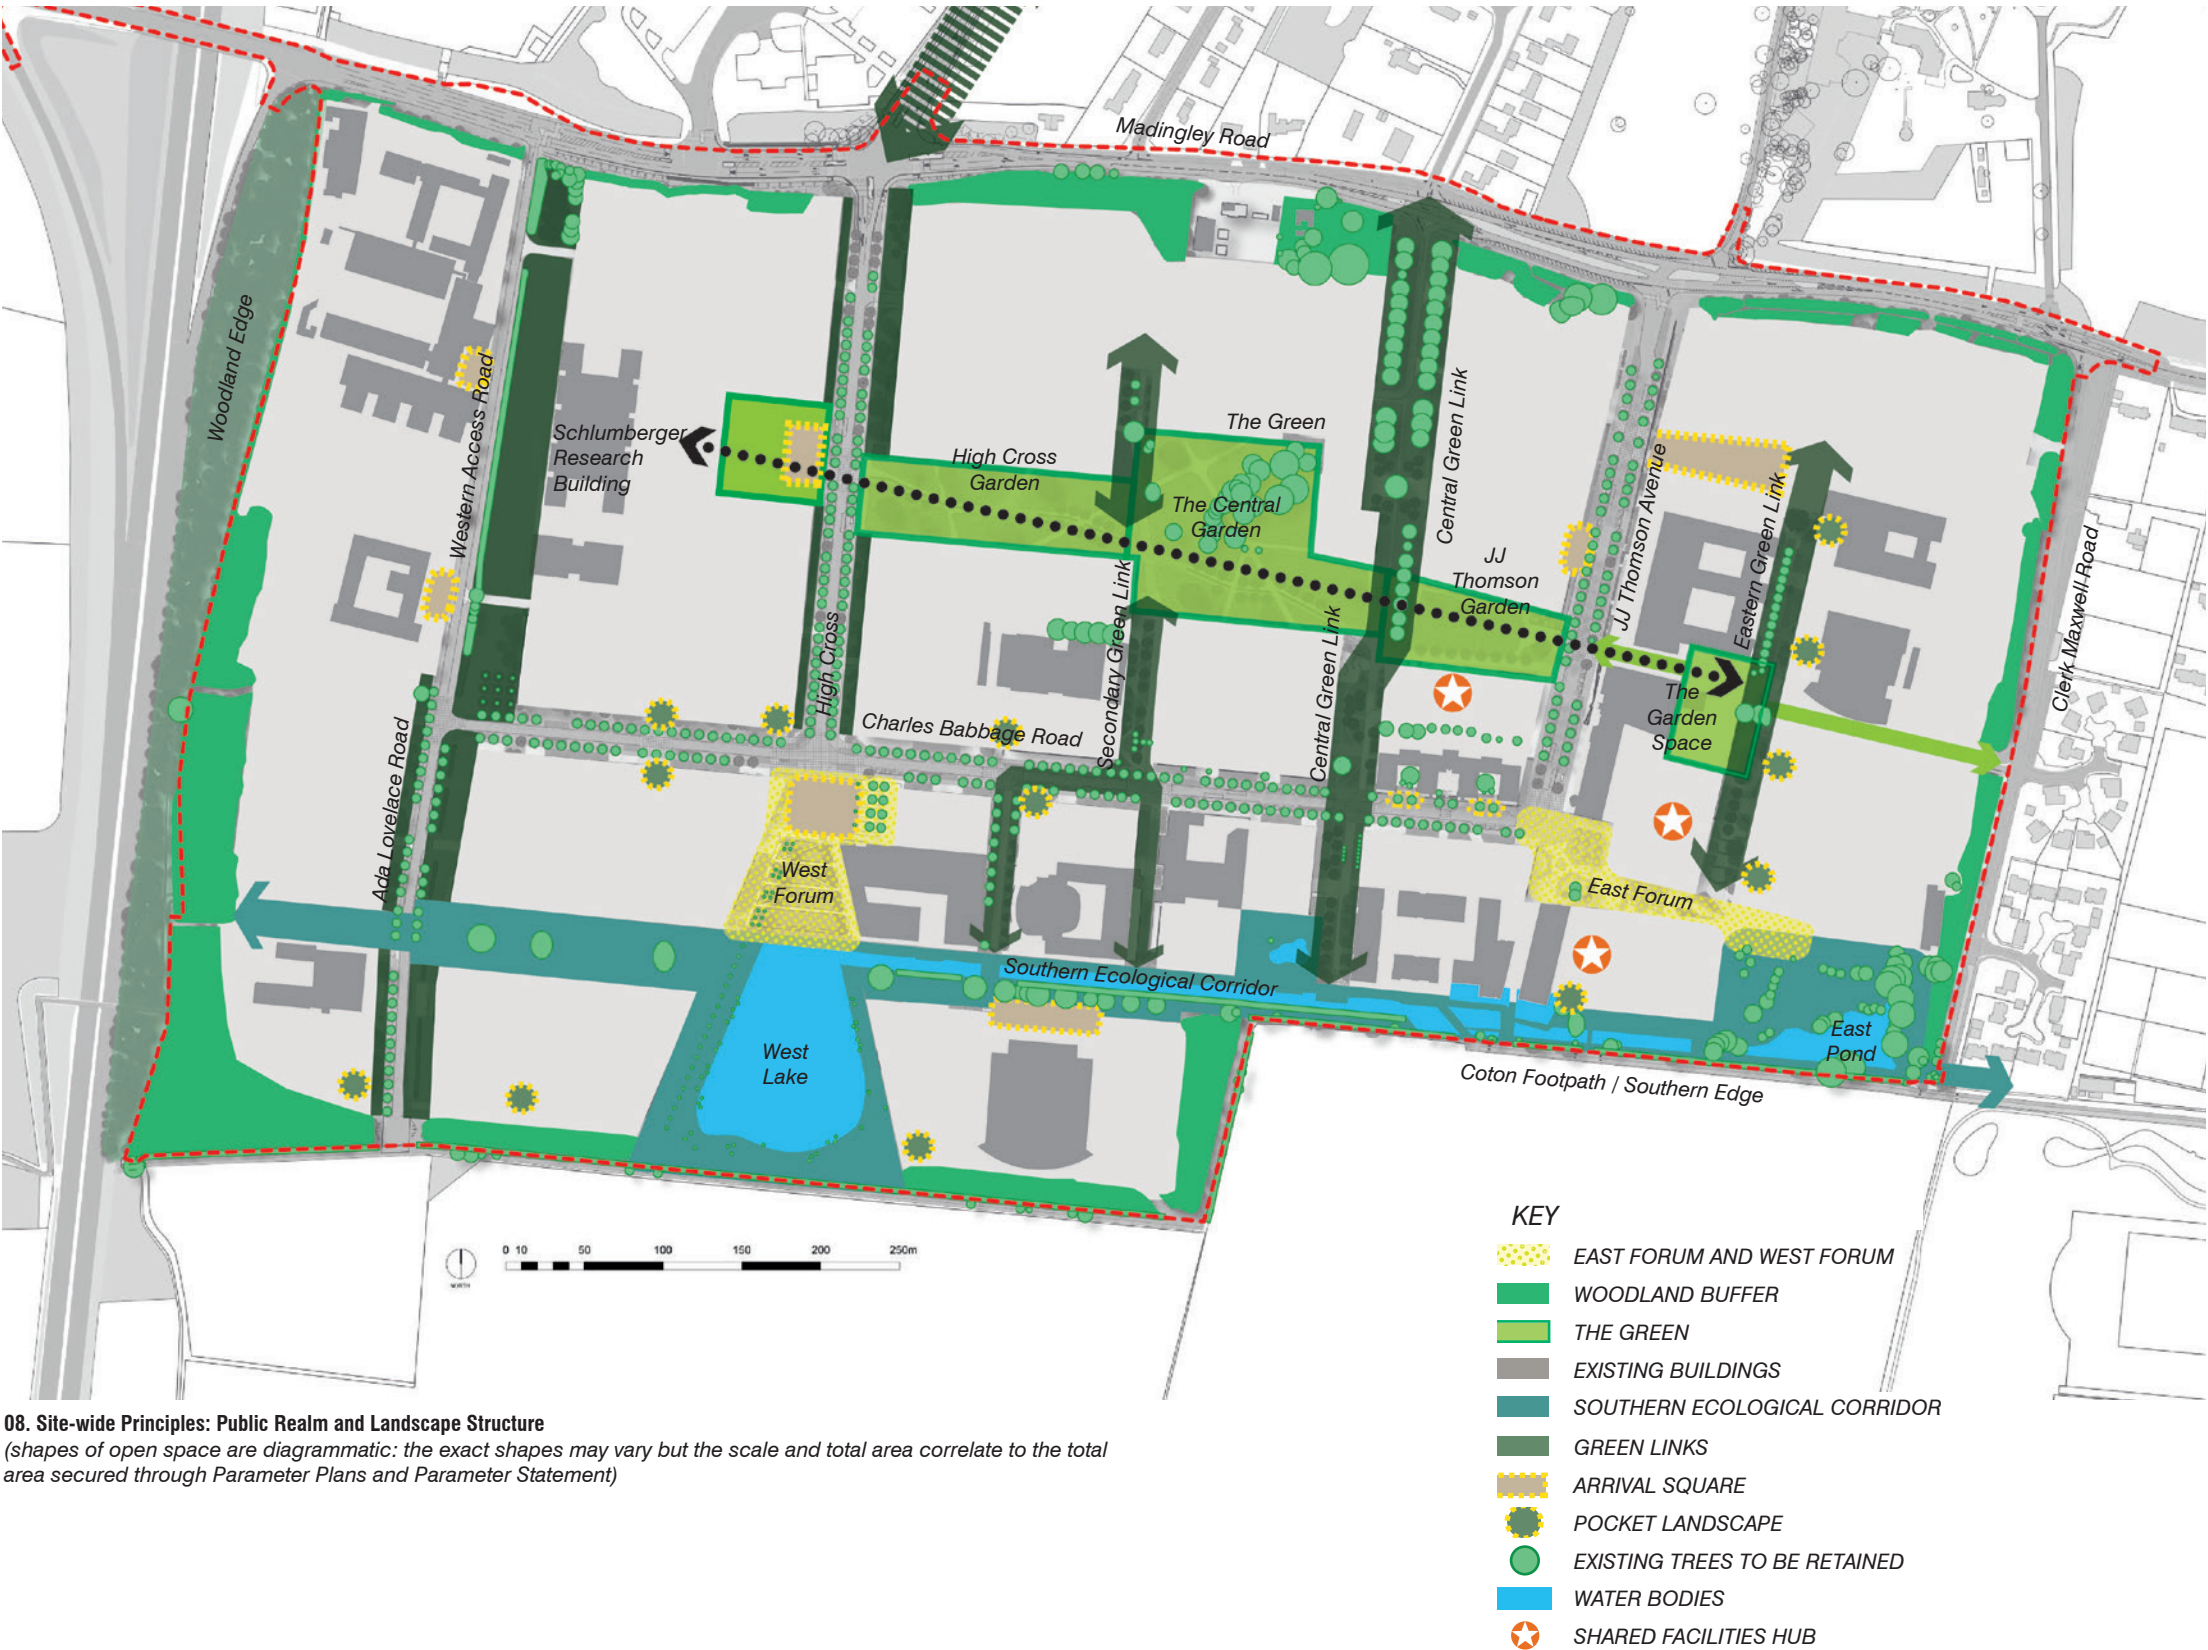 Madingley Road
Woodland Edge
Western Access Road
Schlumberger
Research
Building
High Cross
Garden
The Green
The Central
Garden
Central Green Link
JJ
Thomson
Garden
JJ Thomson Avenue
Eastern Green Link
Clerk Maxwell Road
The
Garden
Space
High Cross
Secondary Green Link
Central Green Link
Charles Babbage Road
Ada Lovelace Road
West
Forum
East Forum
Southern Ecological Corridor
West
Lake
East
Pond
Coton Footpath / Southern Edge
NORTH
0 10 50 100 150 200 250m
KEY
EAST FORUM AND WEST FORUM
WOODLAND BUFFER
THE GREEN
EXISTING BUILDINGS
SOUTHERN ECOLOGICAL CORRIDOR
GREEN LINKS
ARRIVAL SQUARE
POCKET LANDSCAPE
EXISTING TREES TO BE RETAINED
WATER BODIES
SHARED FACILITIES HUB
08. Site-wide Principles: Public Realm and Landscape Structure
(shapes of open space are diagrammatic: the exact shapes may vary but the scale and total area correlate to the total
area secured through Parameter Plans and Parameter Statement)